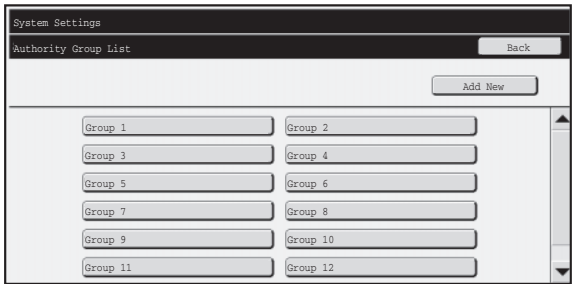 System Settings
Authority Group List Back
Add New
Group 1 Group 2
Group 3 Group 4
Group 5 Group 6
Group 7 Group 8
Group 9 Group 10
Group 11 Group 12